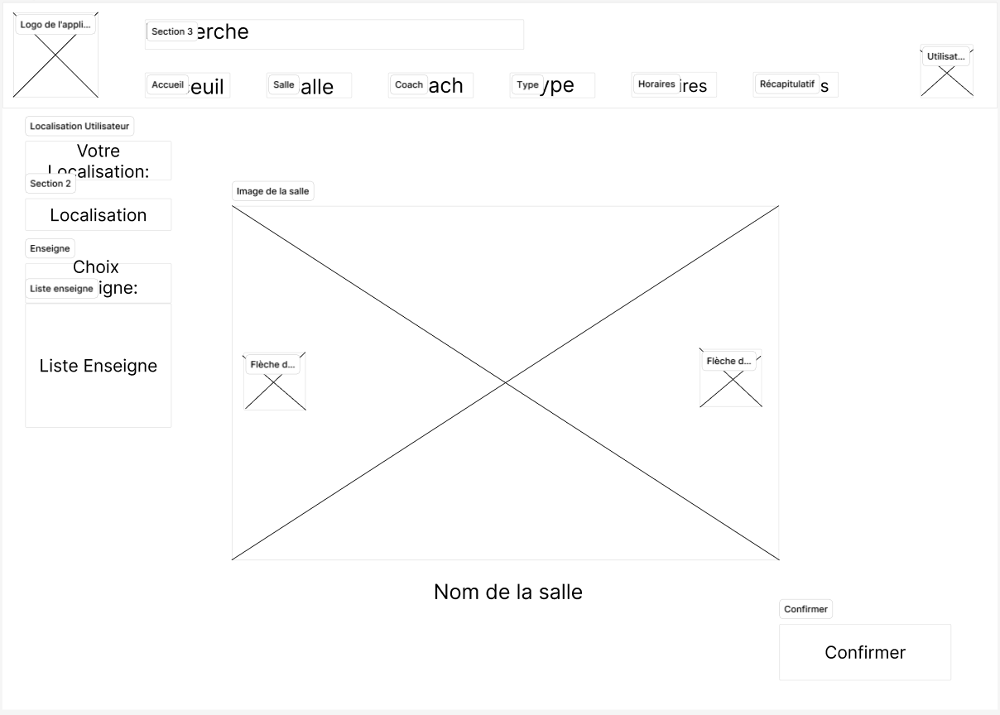 Logo de l'appli...
Section 3 erche
Utilisat...
Accueil euil
Salle alle
Coach ach
Type ype
Horaires ires
Récapitulatif s
Localisation Utilisateur
Votre
Localisation:
Section 2
Localisation
Enseigne
Choix
Liste enseigne igne:
Liste Enseigne
Image de la salle
Flèche d...
Flèche d...
Nom de la salle
Confirmer
Confirmer